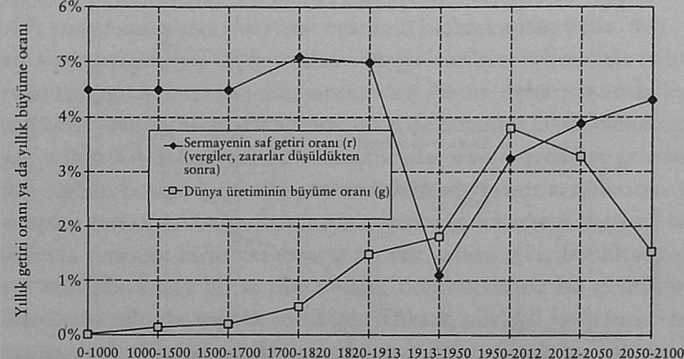 Yıllık getiri oranı ya da yıllık büyüme oranı
6%
5%
4%
3%
2%
1%
0%
Sermayenin saf getiri oranı (r)
(vergiler, zararlar düşüldükten
sonra)
Dünya üretiminin büyüme oranı (g)
0-1000 1000-1500 1500-1700 1700-1820 1820-1913 1913-1950 1950-2012 2012-2050 2050-2100